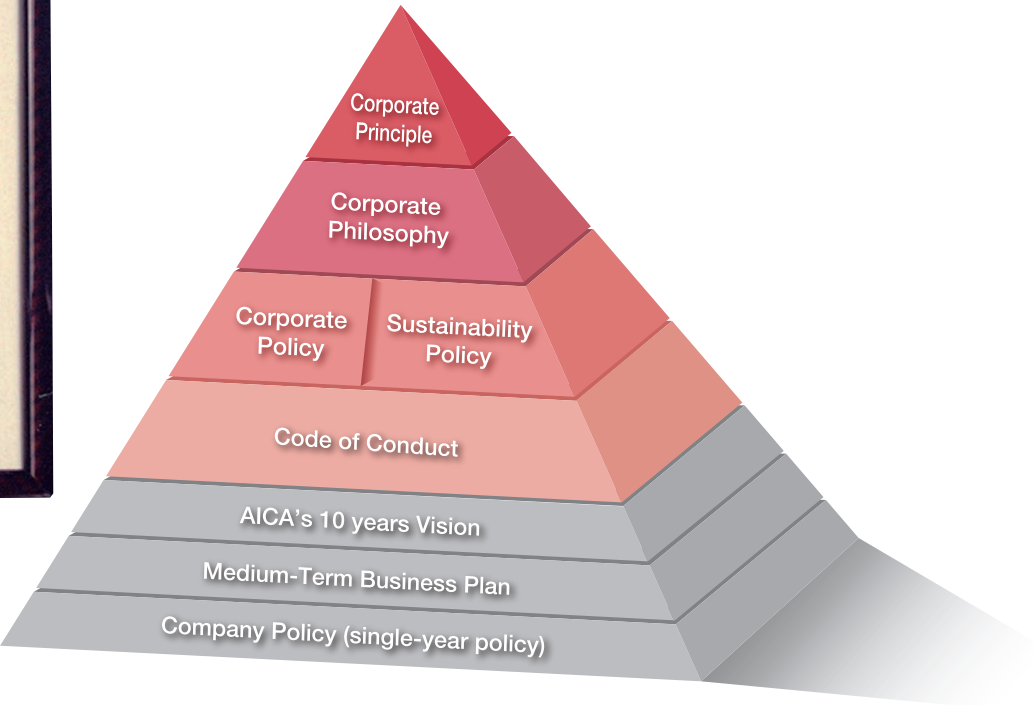 Corporate
Principle
Corporate
Philosophy
Corporate
Policy
Sustainability
Policy
Code of Conduct
AICA's 10 years Vision
Medium-Term Business Plan
Company Policy (single-year policy)